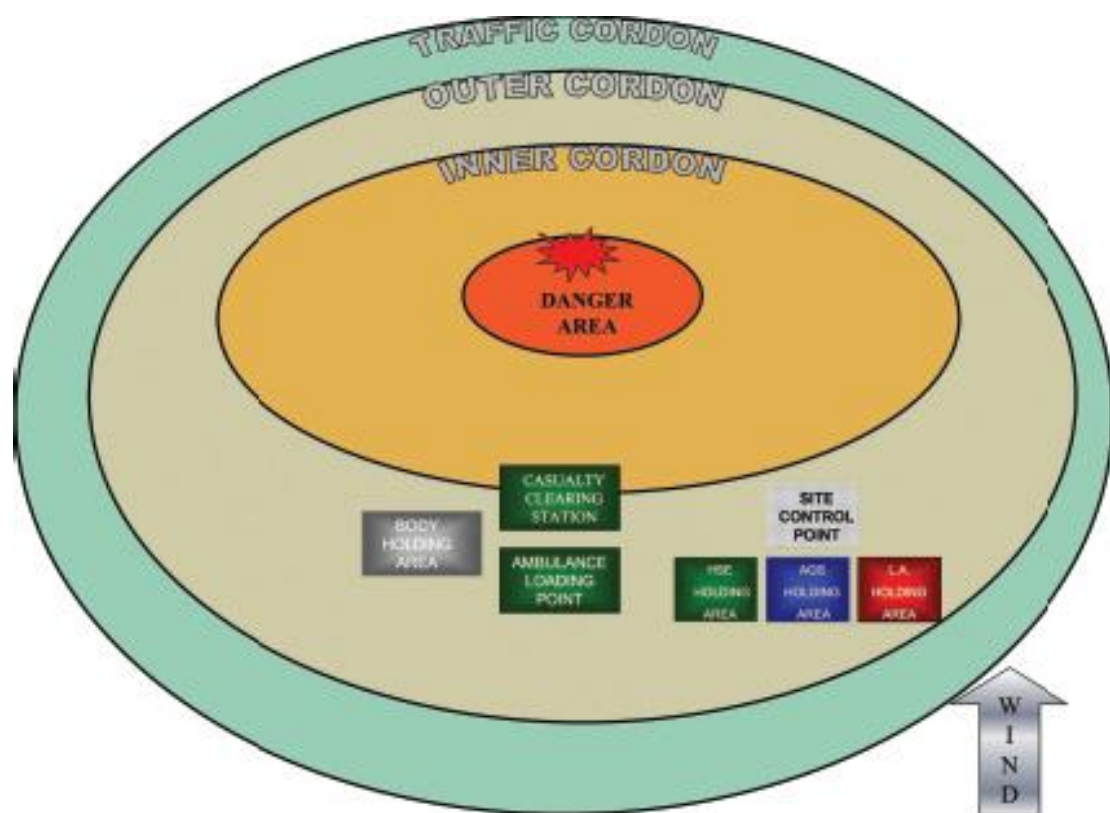 TRAFFIC CORDON
OUTER CORDON
INNER CORDON
DANGER
AREA
CASUALTY
CLEARING
STATION
BODY
HOLDING
AREA
AMBULANCE
LOADING
POINT
SITE
CONTROL
POINT
HSE
HOLDING
AREA
AGS
HOLDING
AREA
L.A.
HOLDING
AREA
WIND